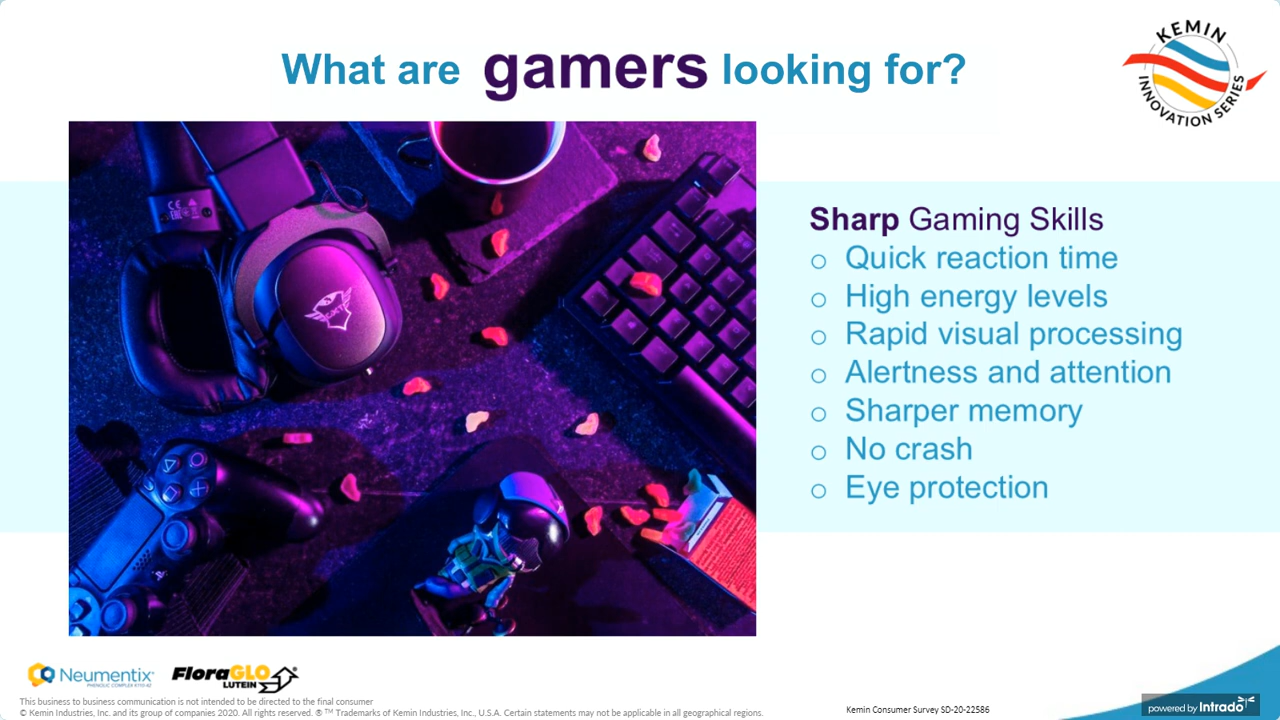 What are gamers looking for?
KEMIN
INNOVATION SERIES
Sharp Gaming Skills
o Quick reaction time
o High energy levels
o Rapid visual processing
o Alertness and attention
o Sharper memory
o No crash
o Eye protection
Neumentix
FloraGLO
LUTEIN
This business to business communication is not intended to be directed to the final consumer
© Kemin Industries, Inc. and its group of companies 2020. All rights reserved. ® ™ Trademarks of Kemin Industries, Inc., U.S.A. Certain statements may not be applicable in all geographical regions.
Kemin Consumer Survey SD-20-22586
powered by Intrado